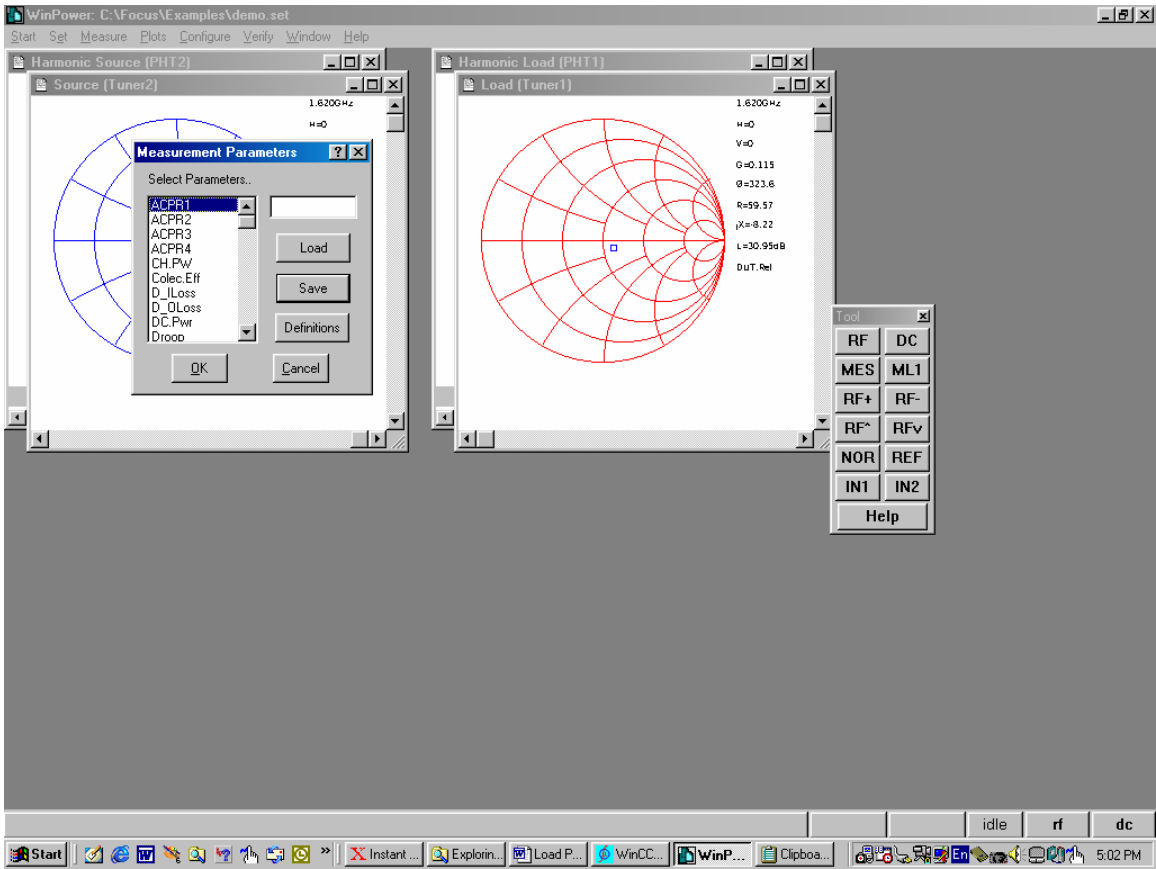 WinPower: C:\Focus\Examples\demo.set
Start Set Measure Plots Configure Verify Window Help
Harmonic Source (PHT2)
Source (Tuner2)
1.620GHz
H=0
Measurement Parameters
Select Parameters..
ACPR1
ACPR2
ACPR3
ACPR4
CH.PW
Colec.Eff
D_ILoss
D_OLoss
DC.Pwr
Droop
Load
Save
Definitions
OK
Cancel
Harmonic Load (PHT1)
Load (Tuner1)
1.620GHz
H=0
V=0
G=0.115
Ø=323.6
R=59.57
jX=-8.22
L=30.95dB
DUT.Rel
Tool
RF DC
MES ML1
RF+ RF-
RF^ RFv
NOR REF
IN1 IN2
Help
idle rf dc
Start
Instant ...
Explorin...
Load P...
WinCC...
WinP...
Clipboa...
En
5:02 PM